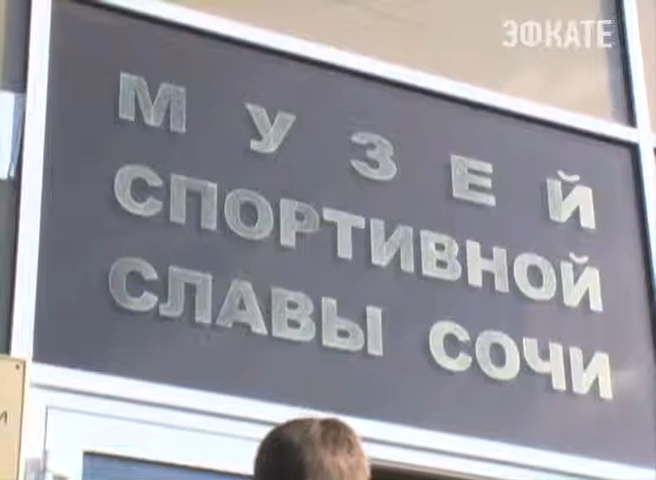 ЭФКАТЕ
МУЗЕЙ
СПОРТИВНОЙ
СЛАВЫ СОЧИ
и